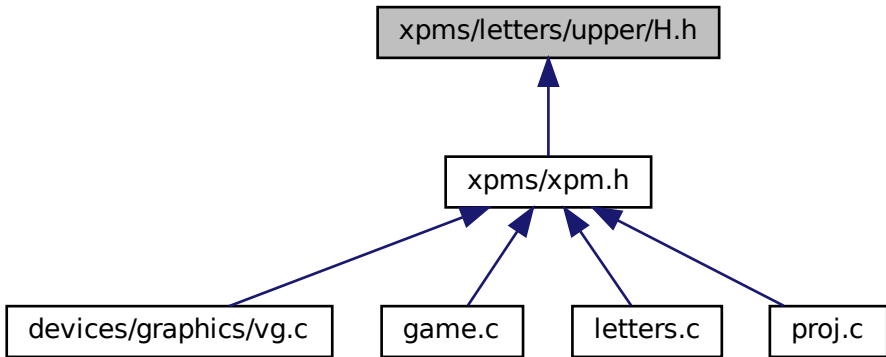 xpms/letters/upper/H.h
xpms/xpm.h
devices/graphics/vg.c
game.c
letters.c
proj.c